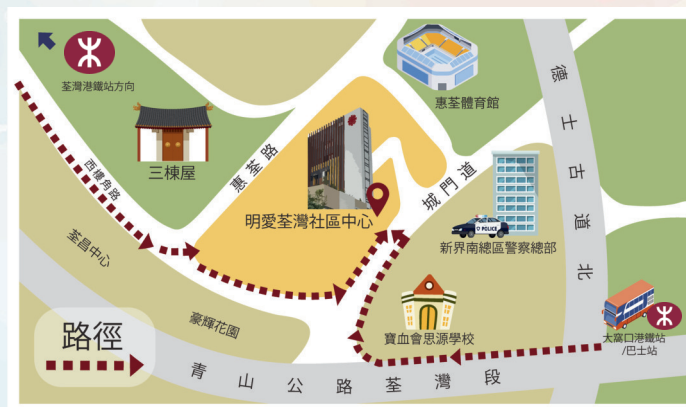 荃灣港鐵站方向
三棟屋
西樓角路
惠荃路
惠荃體育館
德士古道北
城門道
明愛荃灣社區中心
新界南總區警察總部
POLICE
荃昌中心
豪輝花園
寶血會思源學校
大窩口港鐵站
/巴士站
路徑
青山公路荃灣段